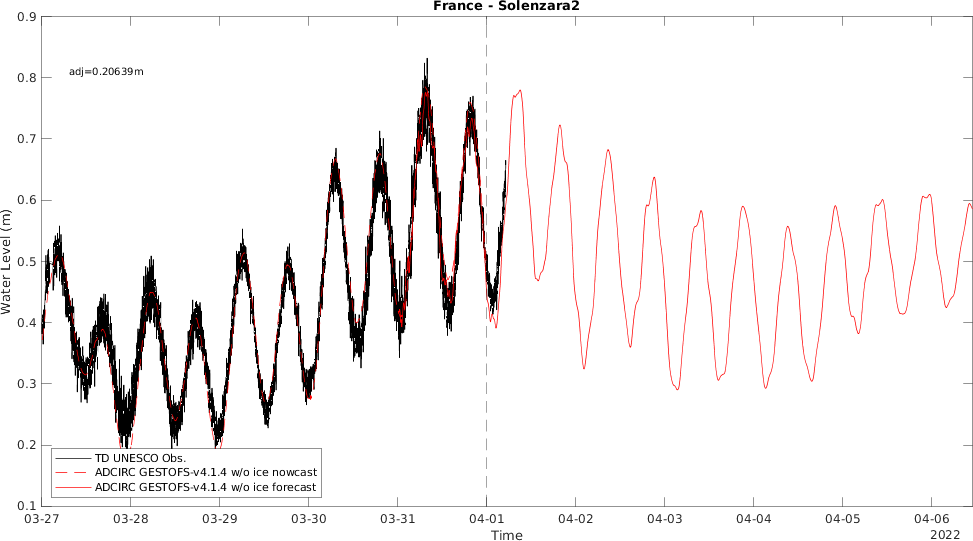 France - Solenzara2
adj=0.20639m
0.9
0.8
0.7
0.6
0.5
0.4
0.3
0.2
0.1
Water Level (m)
TD UNESCO Obs.
ADCIRC GESTOFS-v4.1.4 w/o ice nowcast
ADCIRC GESTOFS-v4.1.4 w/o ice forecast
03-27 03-28 03-29 03-30 03-31 04-01 04-02 04-03 04-04 04-05 04-06
Time
2022